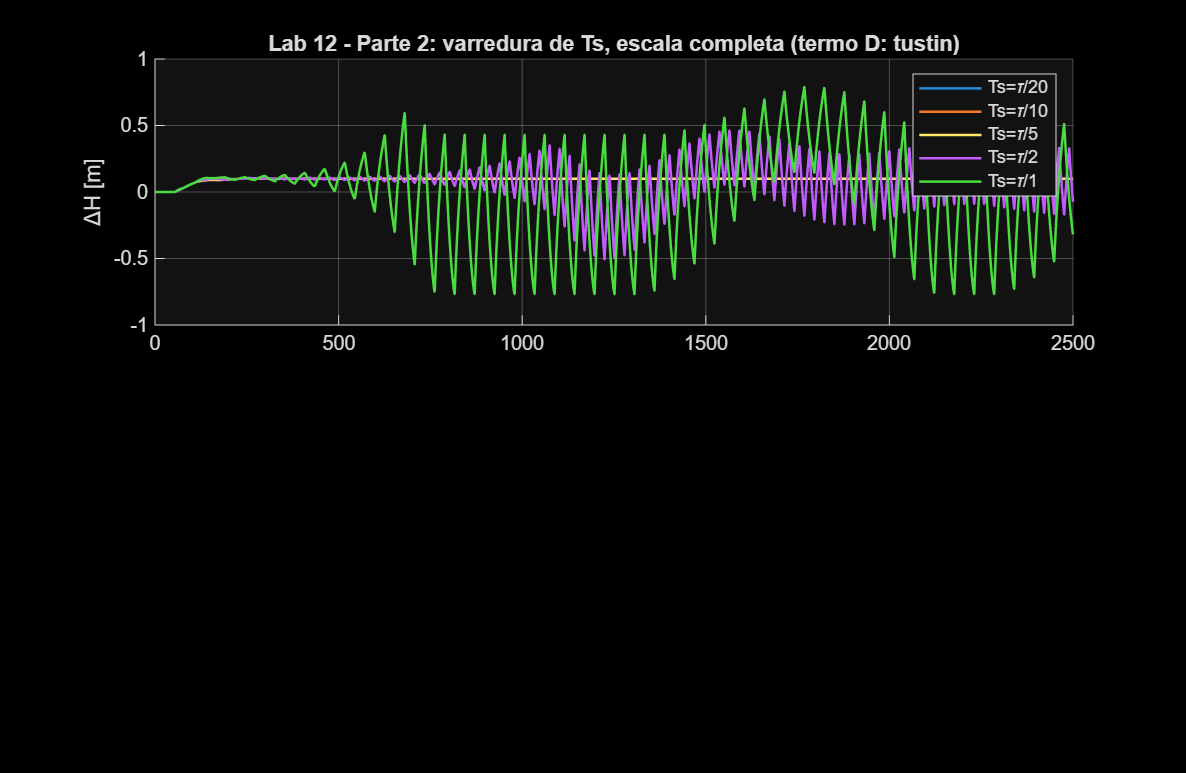 Lab 12 - Parte 2: varredura de Ts, escala completa (termo D: tustin)
1
0.5
0
-0.5
-1
ΔH [m]
0 500 1000 1500 2000 2500
Ts=τ/20
Ts=τ/10
Ts=τ/5
Ts=τ/2
Ts=τ/1